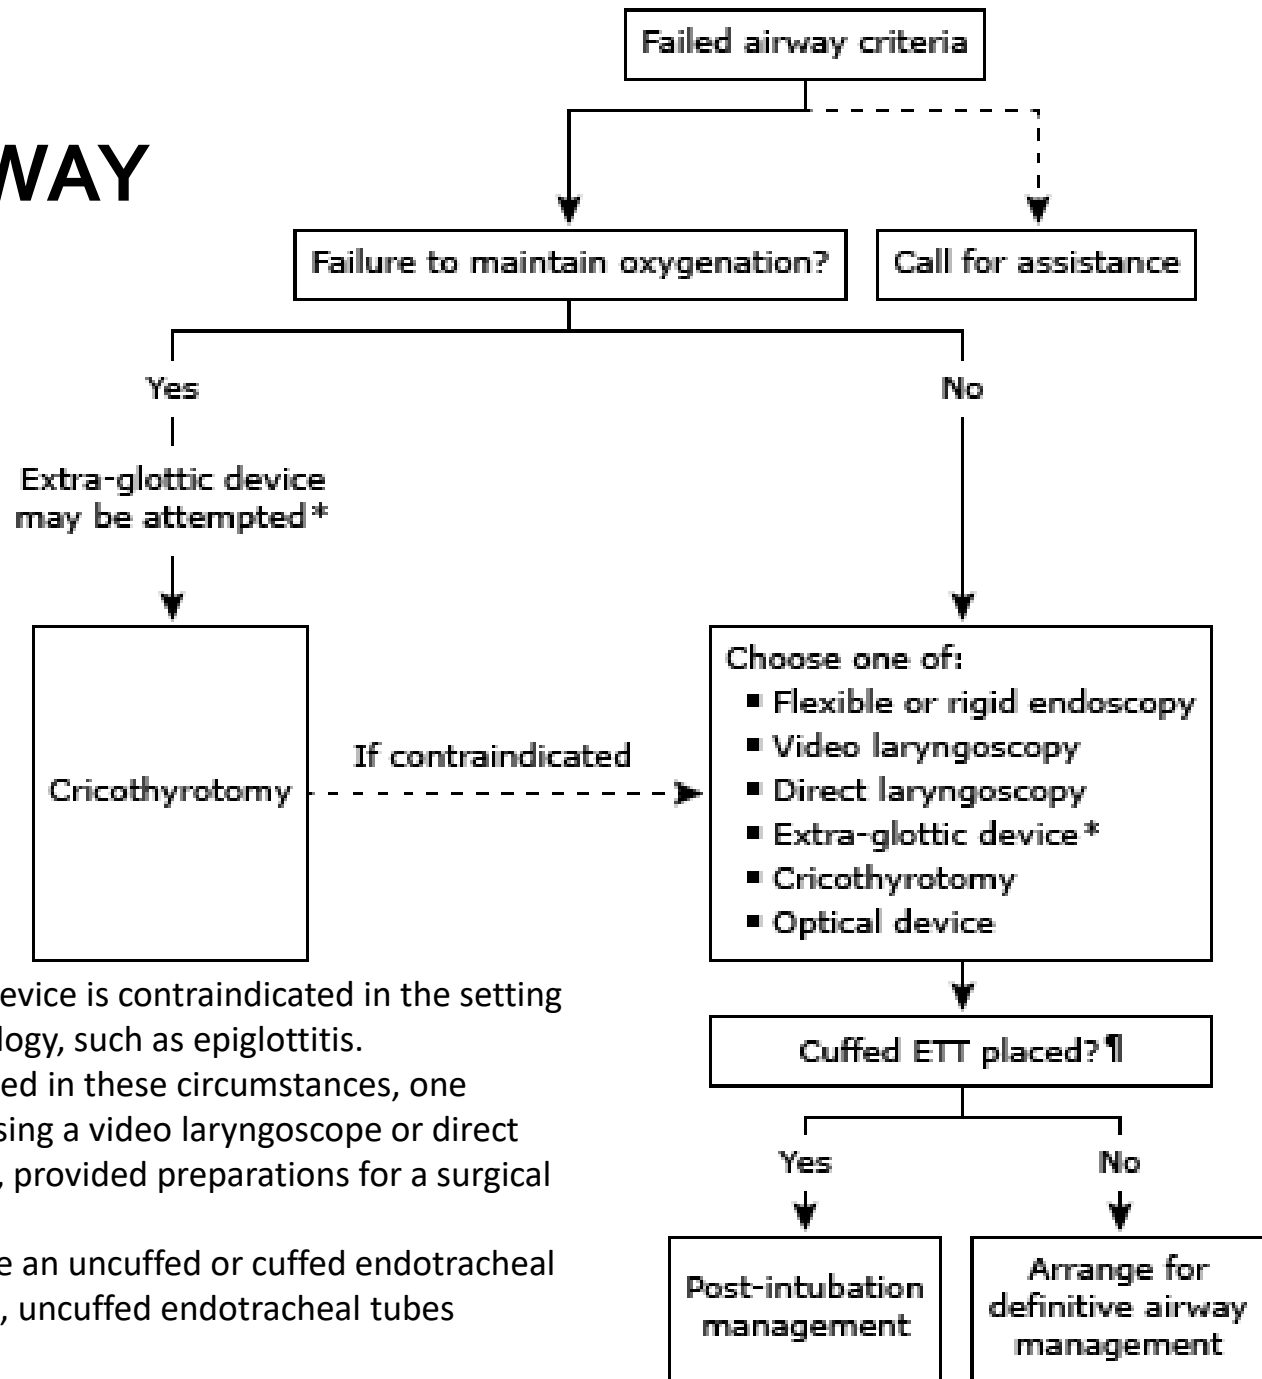 Failed airway criteria
WAY
Failure to maintain oxygenation?
Call for assistance
Yes
No
Extra-glottic device
may be attempted*
Cricothyrotomy
If contraindicated
Choose one of:
▪ Flexible or rigid endoscopy
▪ Video laryngoscopy
▪ Direct laryngoscopy
▪ Extra-glottic device*
▪ Cricothyrotomy
▪ Optical device
evice is contraindicated in the setting
logy, such as epiglottitis.
ed in these circumstances, one
sing a video laryngoscope or direct
, provided preparations for a surgical
e an uncuffed or cuffed endotracheal
, uncuffed endotracheal tubes
Cuffed ETT placed?¶
Yes
No
Post-intubation
management
Arrange for
definitive airway
management